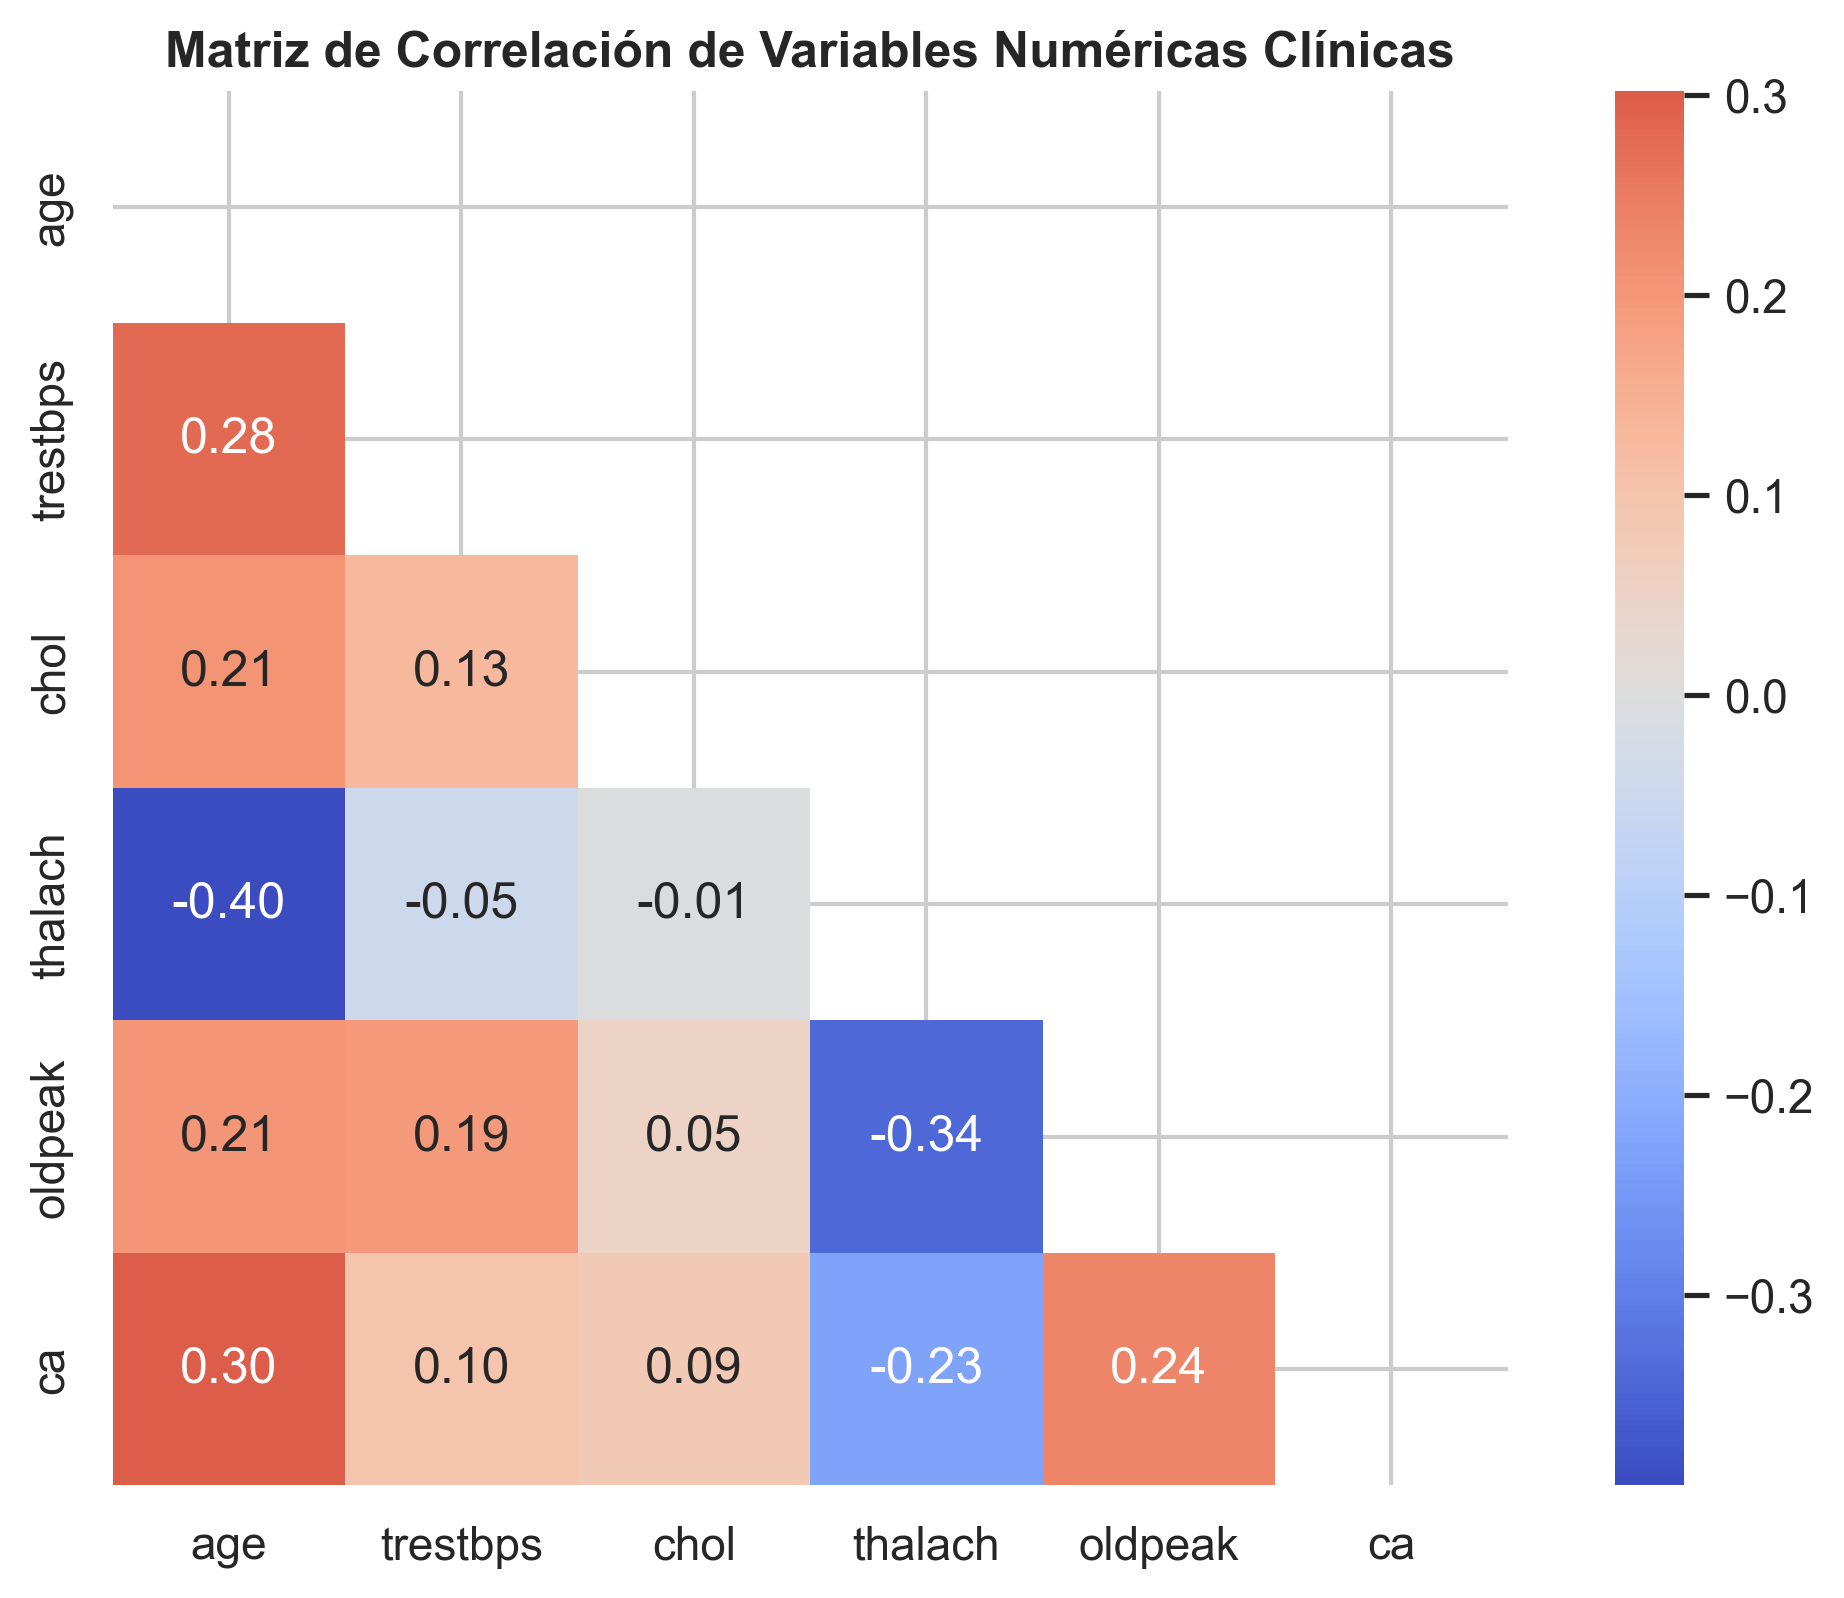 Matriz de Correlación de Variables Numéricas Clínicas
age
trestbps
chol
thalach
oldpeak
ca
0.28
0.21 0.13
-0.40 -0.05 -0.01
0.21 0.19 0.05 -0.34
0.30 0.10 0.09 -0.23 0.24
age trestbps chol thalach oldpeak ca
0.3
0.2
0.1
0.0
−0.1
−0.2
−0.3